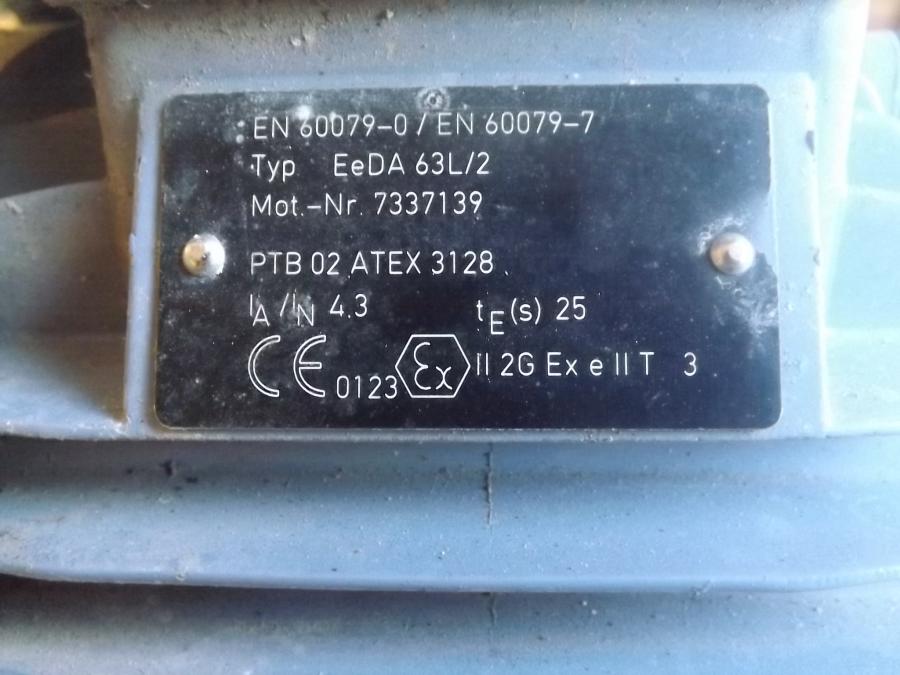 EN 60079-0 / EN 60079-7
Typ EeDA 63L/2
Mot.-Nr. 7337139
PTB 02 ATEX 3128
IA/IN 4.3 tE(s) 25
CE 0123 Ex II 2G Ex e II T 3